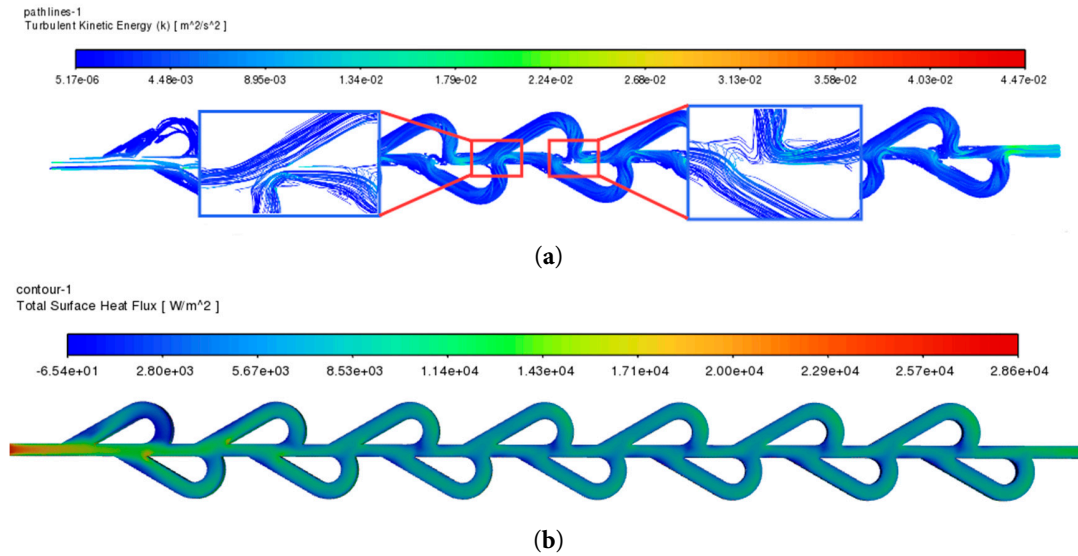 pathlines-1
Turbulent Kinetic Energy (k) [ m^2/s^2 ]
5.17e-06 4.48e-03 8.95e-03 1.34e-02 1.79e-02 2.24e-02 2.68e-02 3.13e-02 3.58e-02 4.03e-02 4.47e-02
(a)
contour-1
Total Surface Heat Flux [ W/m^2 ]
-6.54e+01 2.80e+03 5.67e+03 8.53e+03 1.14e+04 1.43e+04 1.71e+04 2.00e+04 2.29e+04 2.57e+04 2.86e+04
(b)